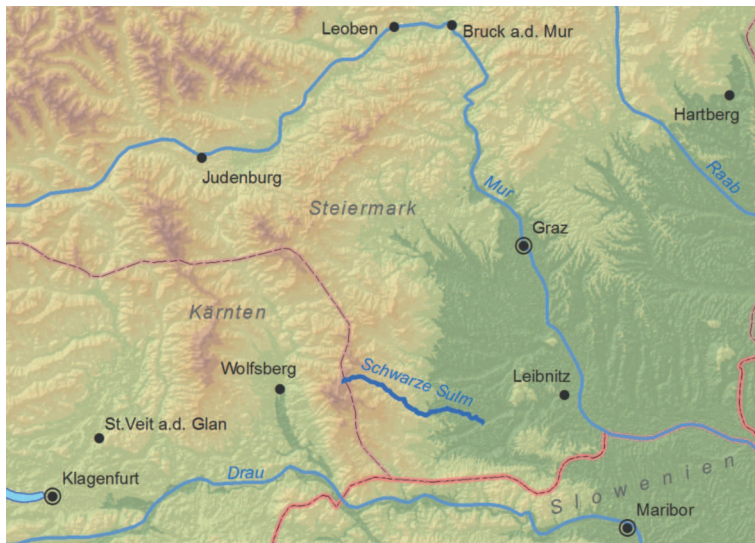 Leoben
Bruck a.d. Mur
Hartberg
Judenburg
Raab
Mur
Steiermark
Graz
Kärnten
Wolfsberg
Schwarze Sulm
Leibnitz
St.Veit a.d. Glan
Drau
Klagenfurt
Slowenien
Maribor